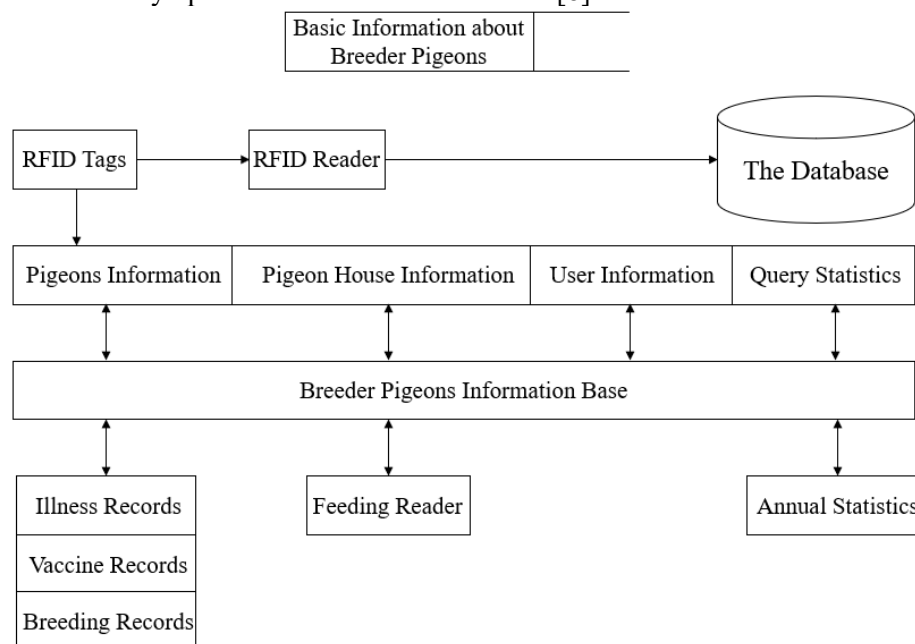 Basic Information about
Breeder Pigeons
RFID Tags
RFID Reader
The Database
Pigeons Information
Pigeon House Information
User Information
Query Statistics
Breeder Pigeons Information Base
Illness Records
Feeding Reader
Annual Statistics
Vaccine Records
Breeding Records